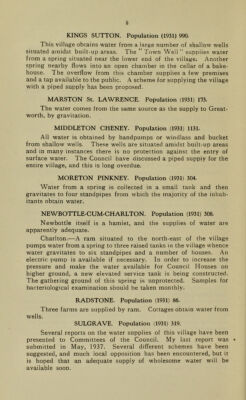 8
KINGS SUTTON. Population (1931) 990.
This village obtains water from a large number of shallow wells
situated amidst built-up areas. The "Town Well" supplies water
from a spring situated near the lower end of the village. Another
spring nearby flows into an open chamber in the cellar of a bake-
house. The overflow from this chamber supplies a few premises
and a tap available to the public. A scheme for supplying the village
with a piped supply has been proposed.
MARSTON St. LAWRENCE. Population (1931) 175.
The water comes from the same source as the supply to Great-
worth, by gravitation.
MIDDLETON CHENEY. Population (1931) 1131.
All water is obtained by handpumps or windlass and bucket
from shallow wells. These wells are situated amidst built-up areas
and in many instances there is no protection against the entry of
surface water. The Council have discussed a piped supply for the
entire village, and this is long overdue.
MORETON PINKNEY. Population (1931) 304.
Water from a spring is collected in a small tank and then
gravitates to four standpipes from which the majority of the inhab-
itants obtain water.
NEWBOTTLE-CUM-CHARLTON. Population (1931) 308.
Newbottle itself is a hamlet, and the supplies of water are
apparently adequate.
Charlton.—A ram situated to the north-east of the village
pumps water from a spring to three raised tanks in the village whence
water gravitates to six standpipes and a number of houses. An
electric pump is available if necessary. In order to increase the
pressure and make the water available for Council Houses on
higher ground, a new elevated service tank is being constructed.
The gathering ground of this spring is unprotected. Samples for
bacteriological examination should be taken monthly.
RADSTONE. Population (1931) 86.
Three farms are supplied by ram. Cottages obtain water from
wells.
SULGRAVE. Population (1931) 319.
Several reports on the water supplies of this village have been
presented to Committees of the Council. My last report was
submitted in May, 1937. Several different schemes have been
suggested, and much local opposition has been encountered, but it
is hoped that an adequate supply of wholesome water will be
available soon.